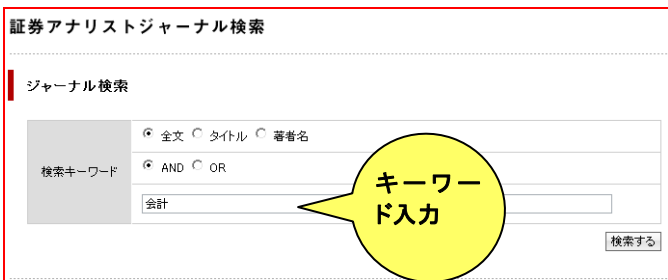 証券アナリストジャーナル検索
ジャーナル検索
検索キーワード
全文 タイトル 著者名
AND OR
会計
キーワー
ド入力
検索する